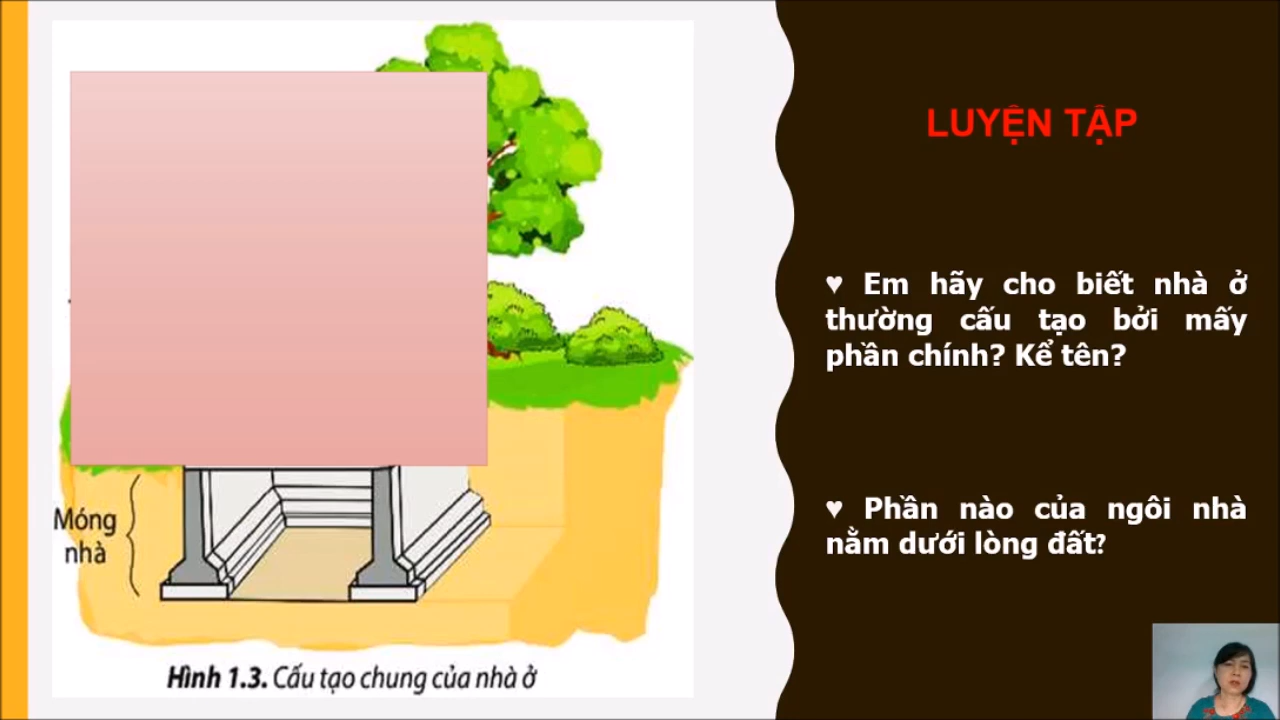 LUYỆN TẬP
♥ Em hãy cho biết nhà ở
thường cấu tạo bởi mấy
phần chính? Kể tên?
♥ Phần nào của ngôi nhà
nằm dưới lòng đất?
Móng
nhà
Hình 1.3. Cấu tạo chung của nhà ở